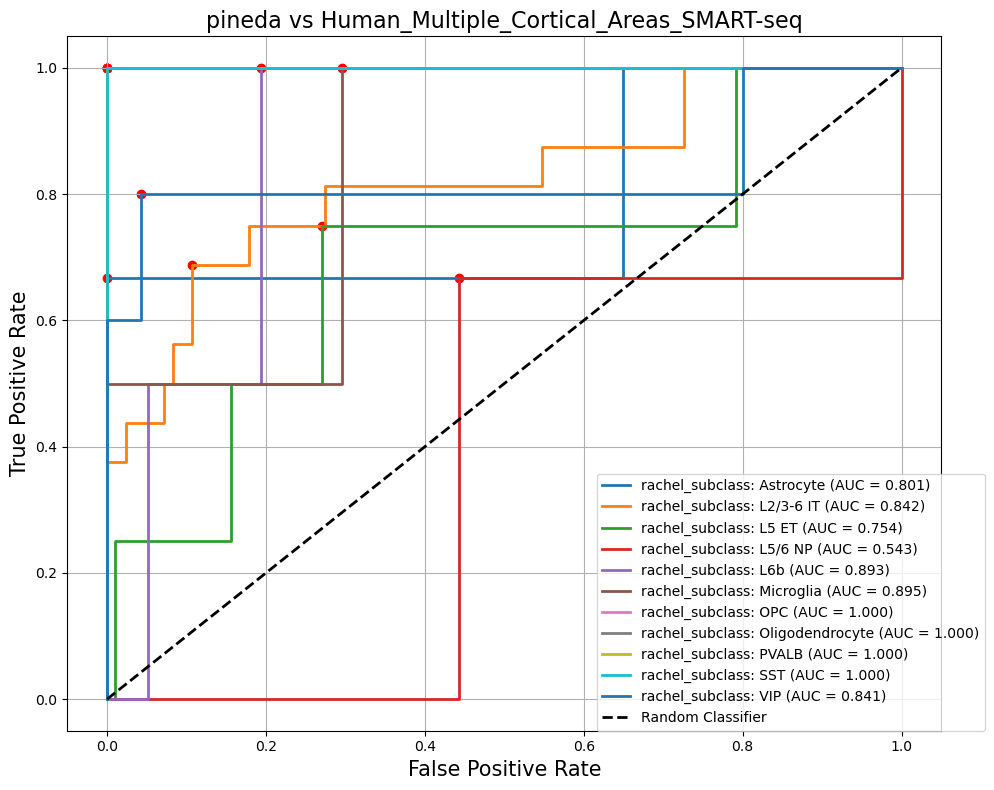 pineda vs Human_Multiple_Cortical_Areas_SMART-seq
True Positive Rate
1.0
0.8
0.6
0.4
0.2
0.0
rachel_subclass: Astrocyte (AUC = 0.801)
rachel_subclass: L2/3-6 IT (AUC = 0.842)
rachel_subclass: L5 ET (AUC = 0.754)
rachel_subclass: L5/6 NP (AUC = 0.543)
rachel_subclass: L6b (AUC = 0.893)
rachel_subclass: Microglia (AUC = 0.895)
rachel_subclass: OPC (AUC = 1.000)
rachel_subclass: Oligodendrocyte (AUC = 1.000)
rachel_subclass: PVALB (AUC = 1.000)
rachel_subclass: SST (AUC = 1.000)
rachel_subclass: VIP (AUC = 0.841)
Random Classifier
0.0 0.2 0.4 0.6 0.8 1.0
False Positive Rate